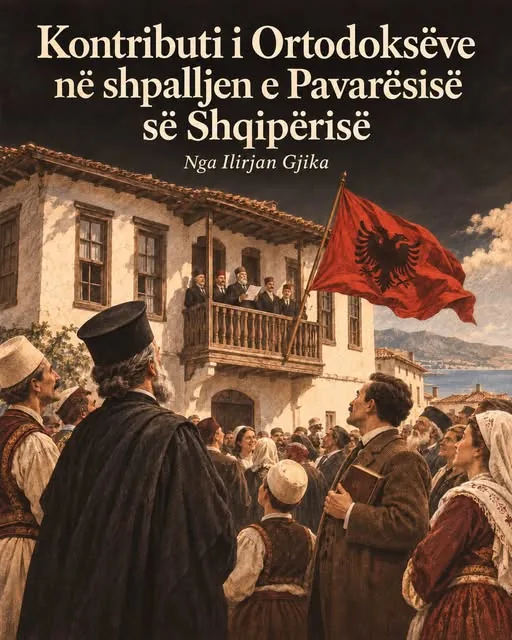 Kontributi i Ortodoksëve
në shpalljen e Pavarësisë
së Shqipërisë
Nga Ilirjan Gjika